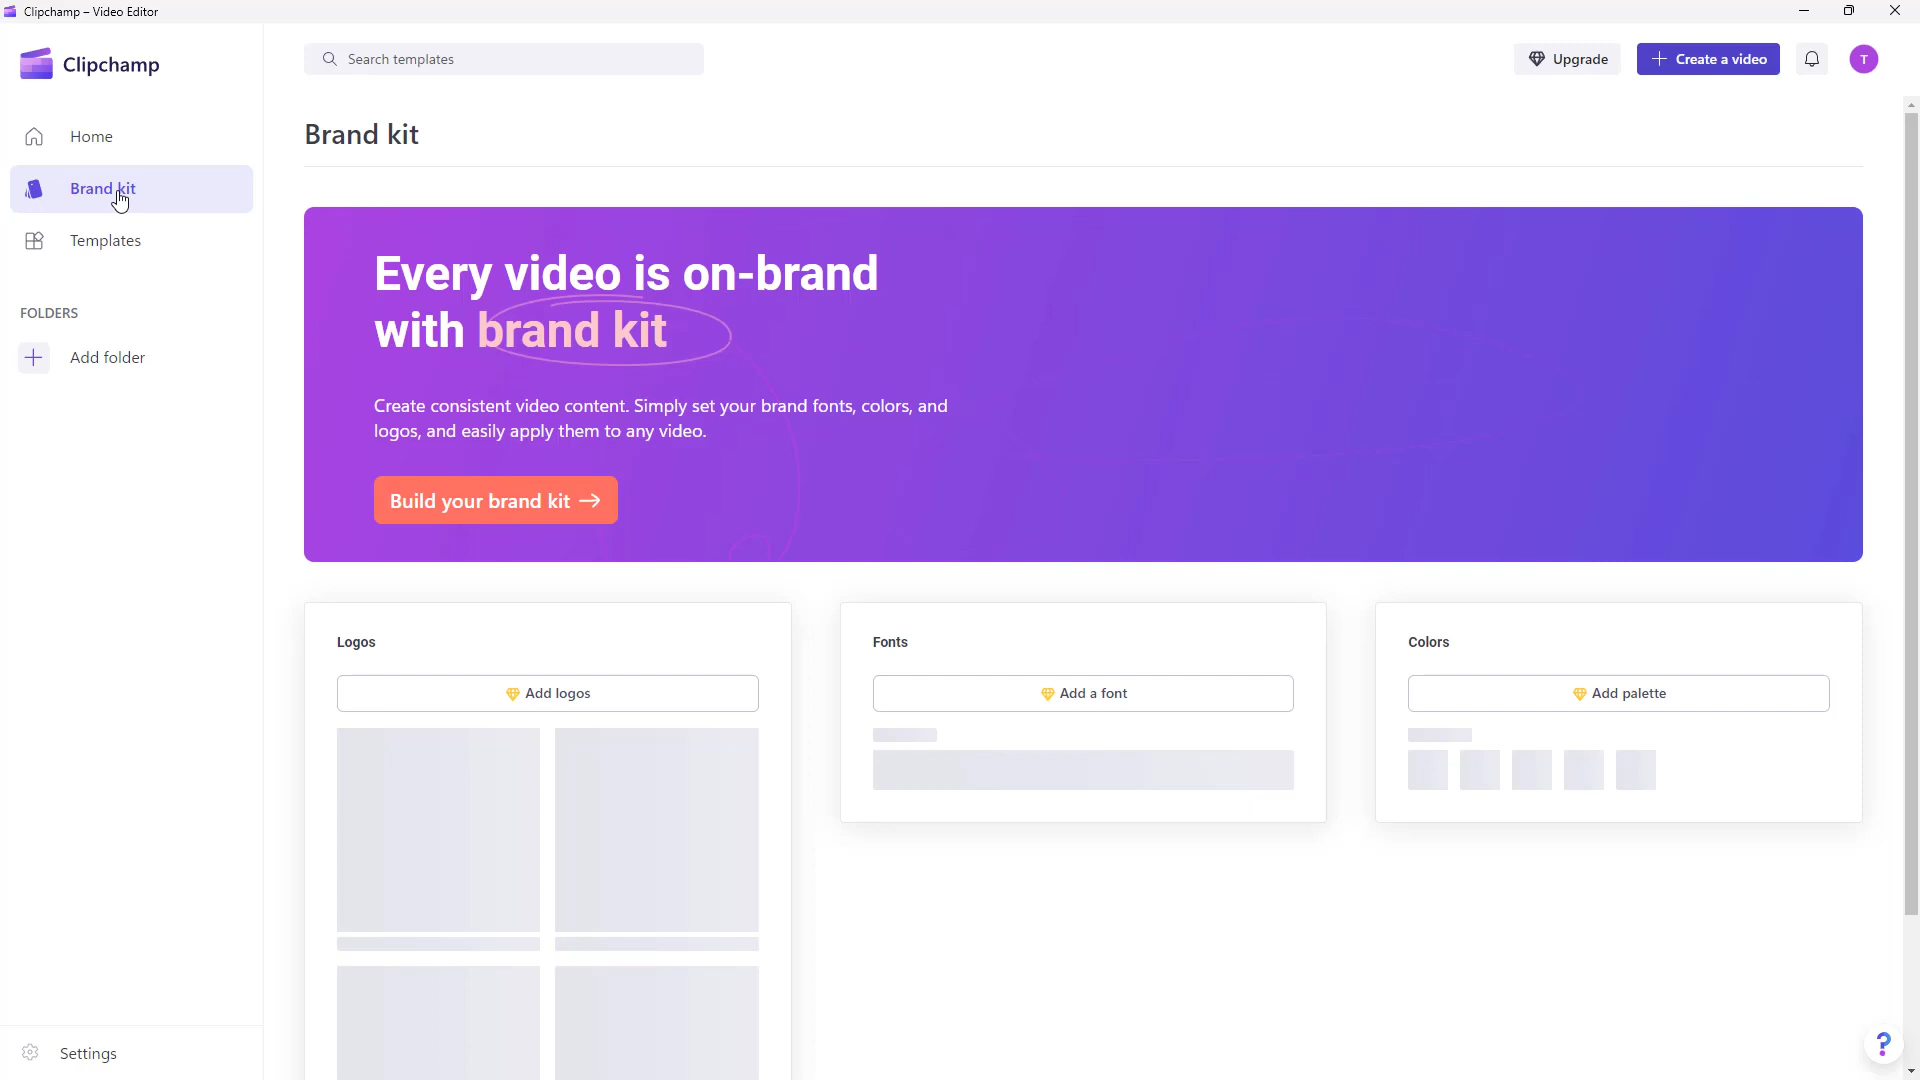 Clipchamp – Video Editor
Clipchamp
Search templates
Upgrade
Create a video
T
Home
Brand kit
Templates
FOLDERS
Add folder
Settings
Brand kit
Every video is on-brand
with brand kit
Create consistent video content. Simply set your brand fonts, colors, and
logos, and easily apply them to any video.
Build your brand kit →
Logos
Add logos
Fonts
Add a font
Colors
Add palette
?